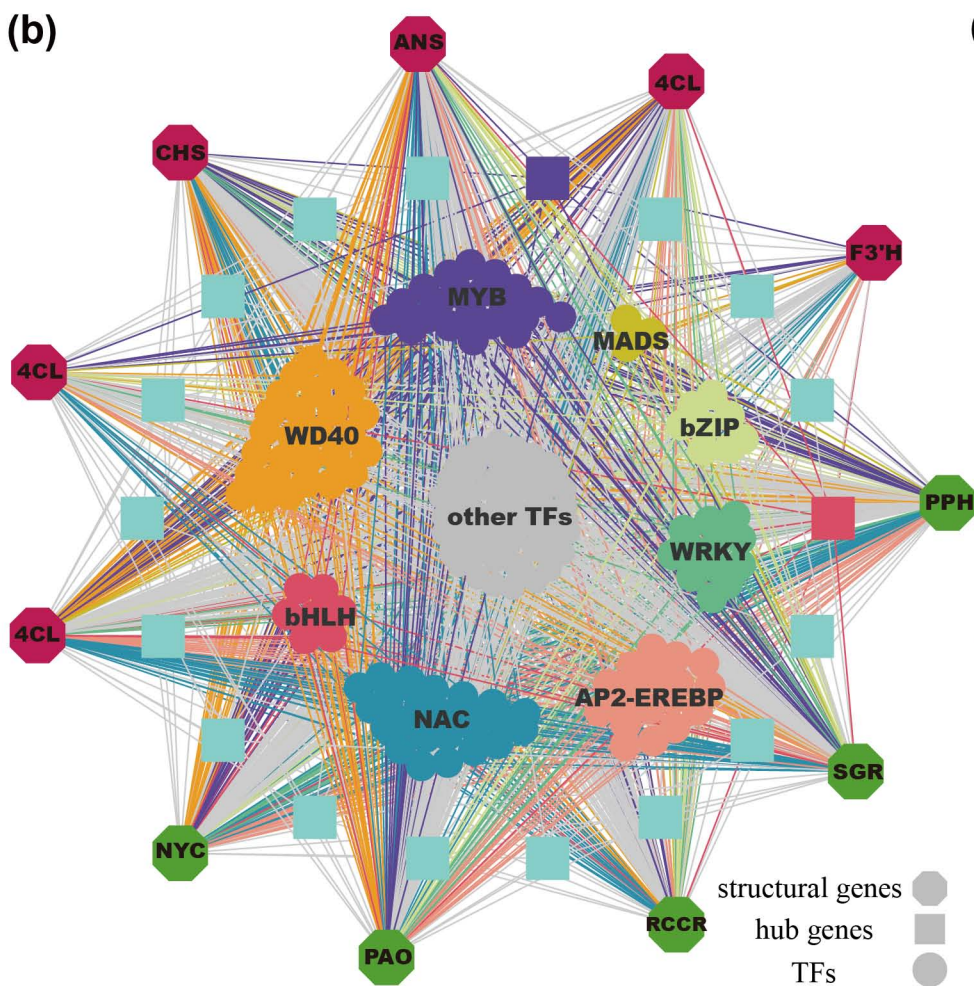 (b)
ANS
4CL
CHS
F3'H
MYB
MADS
4CL
bZIP
WD40
PPH
other TFs
WRKY
bHLH
4CL
AP2-EREBP
NAC
SGR
NYC
structural genes
RCCR
hub genes
PAO
TFs